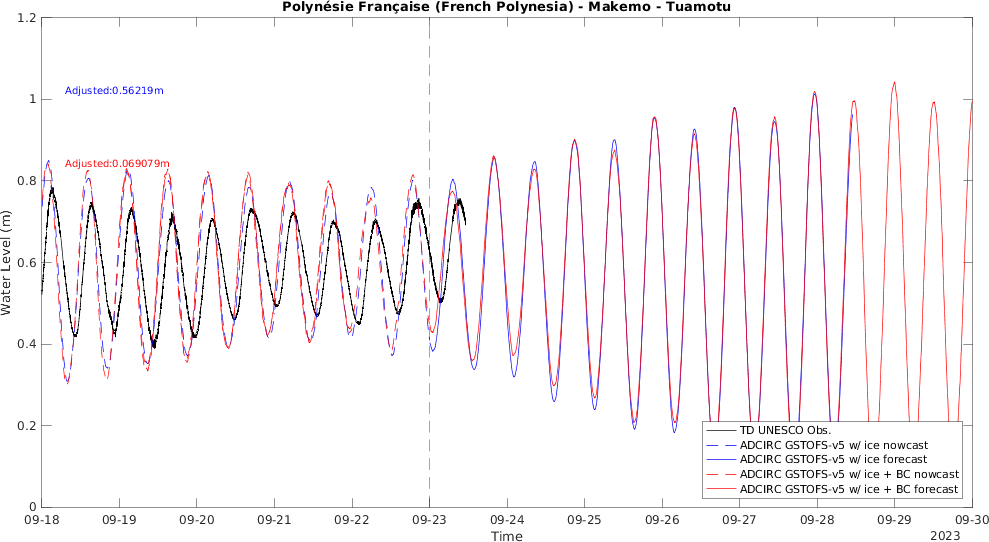 Polynésie Française (French Polynesia) - Makemo - Tuamotu
1.2
1
0.8
0.6
0.4
0.2
0
Water Level (m)
Adjusted:0.56219m
Adjusted:0.069079m
TD UNESCO Obs.
ADCIRC GSTOFS-v5 w/ ice nowcast
ADCIRC GSTOFS-v5 w/ ice forecast
ADCIRC GSTOFS-v5 w/ ice + BC nowcast
ADCIRC GSTOFS-v5 w/ ice + BC forecast
09-18 09-19 09-20 09-21 09-22 09-23 09-24 09-25 09-26 09-27 09-28 09-29 09-30
Time
2023